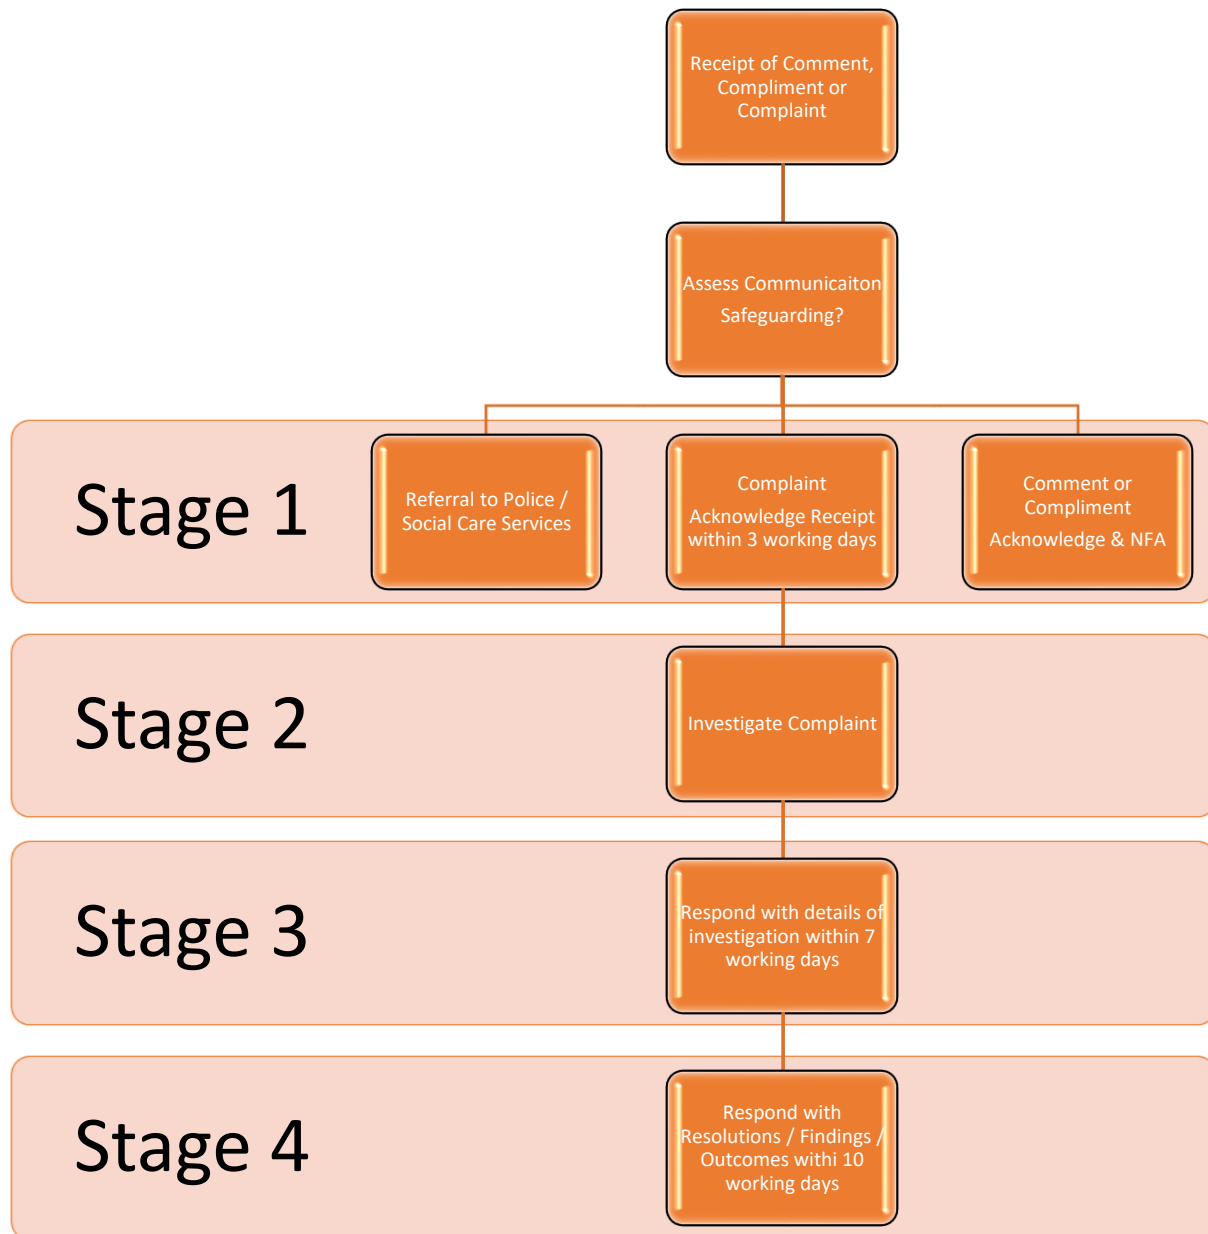 Receipt of Comment,
Compliment or
Complaint
Assess Communicaiton
Safeguarding?
Stage 1
Referral to Police /
Social Care Services
Complaint
Acknowledge Receipt
within 3 working days
Comment or
Compliment
Acknowledge & NFA
Stage 2
Investigate Complaint
Stage 3
Respond with details of
investigation within 7
working days
Stage 4
Respond with
Resolutions / Findings /
Outcomes withi 10
working days